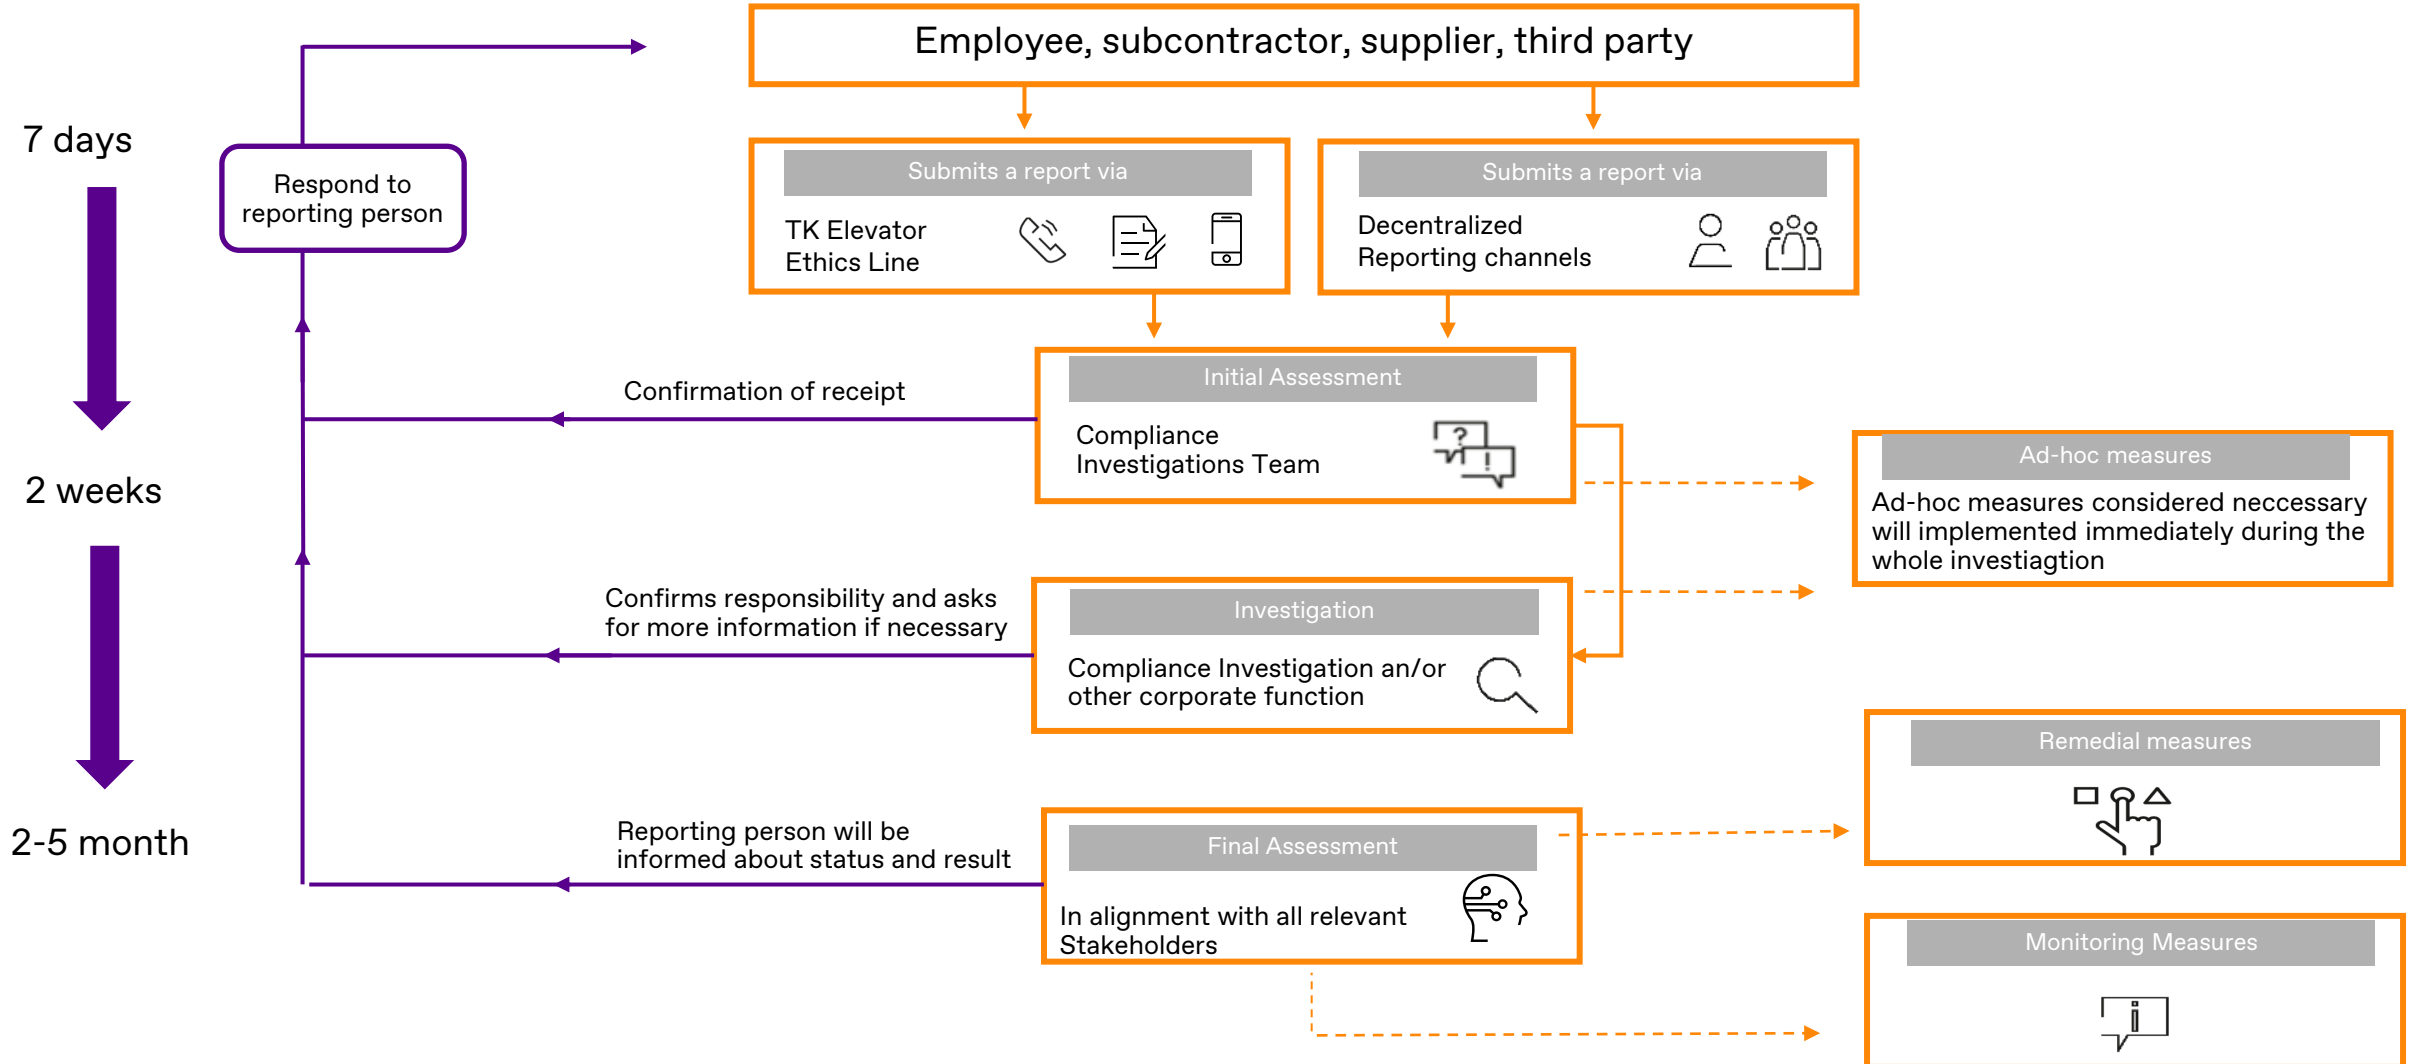 Employee, subcontractor, supplier, third party
7 days
Respond to
reporting person
Submits a report via
TK Elevator
Ethics Line
Submits a report via
Decentralized
Reporting channels
Confirmation of receipt
Initial Assessment
Compliance
Investigations Team
?
!
2 weeks
Ad-hoc measures
Ad-hoc measures considered neccessary
will implemented immediately during the
whole investiagtion
Confirms responsibility and asks
for more information if necessary
Investigation
Compliance Investigation an/or
other corporate function
Remedial measures
2-5 month
Reporting person will be
informed about status and result
Final Assessment
In alignment with all relevant
Stakeholders
Monitoring Measures
i